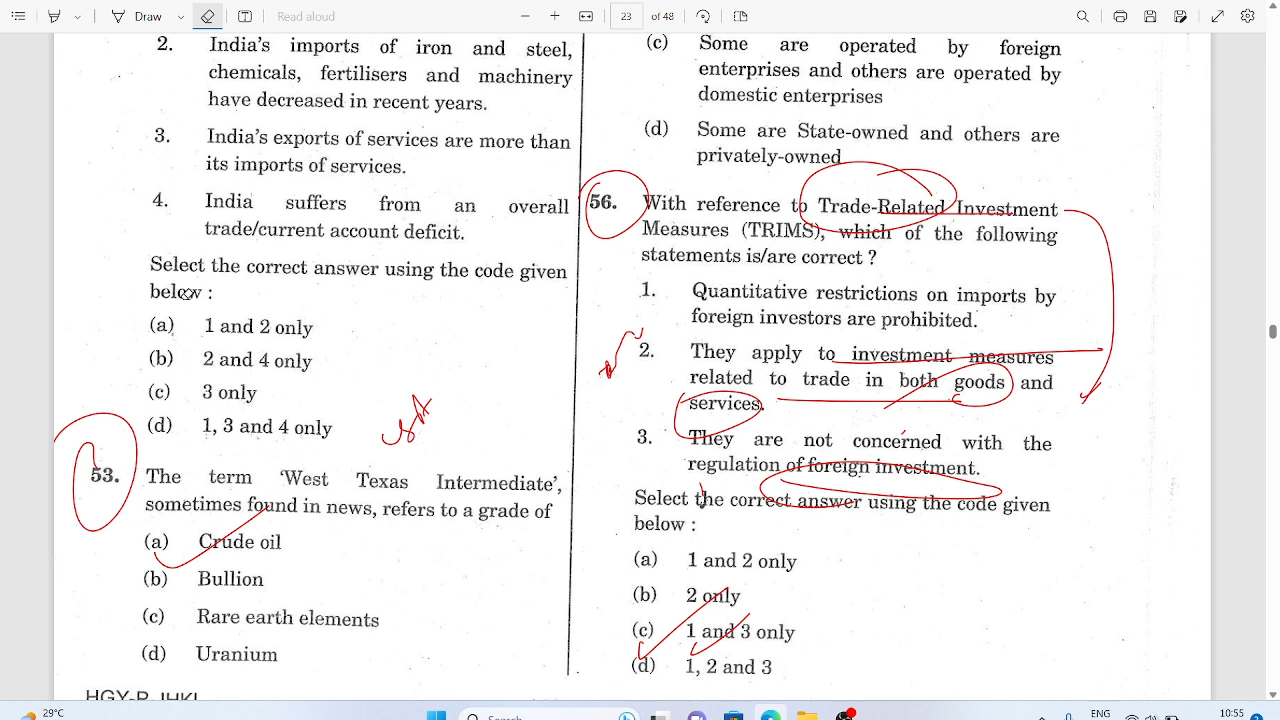 Draw
Read aloud
23 of 48
2. India's imports of iron and steel,
chemicals, fertilisers and machinery
have decreased in recent years.
3. India's exports of services are more than
its imports of services.
4. India suffers from an overall
trade/current account deficit.
Select the correct answer using the code given
below :
(a) 1 and 2 only
(b) 2 and 4 only
(c) 3 only
(d) 1, 3 and 4 only
USA
53. The term 'West Texas Intermediate',
sometimes found in news, refers to a grade of
(a) Crude oil
(b) Bullion
(c) Rare earth elements
(d) Uranium
(c) Some are operated by foreign
enterprises and others are operated by
domestic enterprises
(d) Some are State-owned and others are
privately-owned
56. With reference to Trade-Related Investment
Measures (TRIMS), which of the following
statements is/are correct ?
1. Quantitative restrictions on imports by
foreign investors are prohibited.
2. They apply to investment measures
related to trade in both goods and
services.
3. They are not concerned with the
regulation of foreign investment.
Select the correct answer using the code given
below :
(a) 1 and 2 only
(b) 2 only
(c) 1 and 3 only
(d) 1, 2 and 3
29°C
Search
ENG
10:55